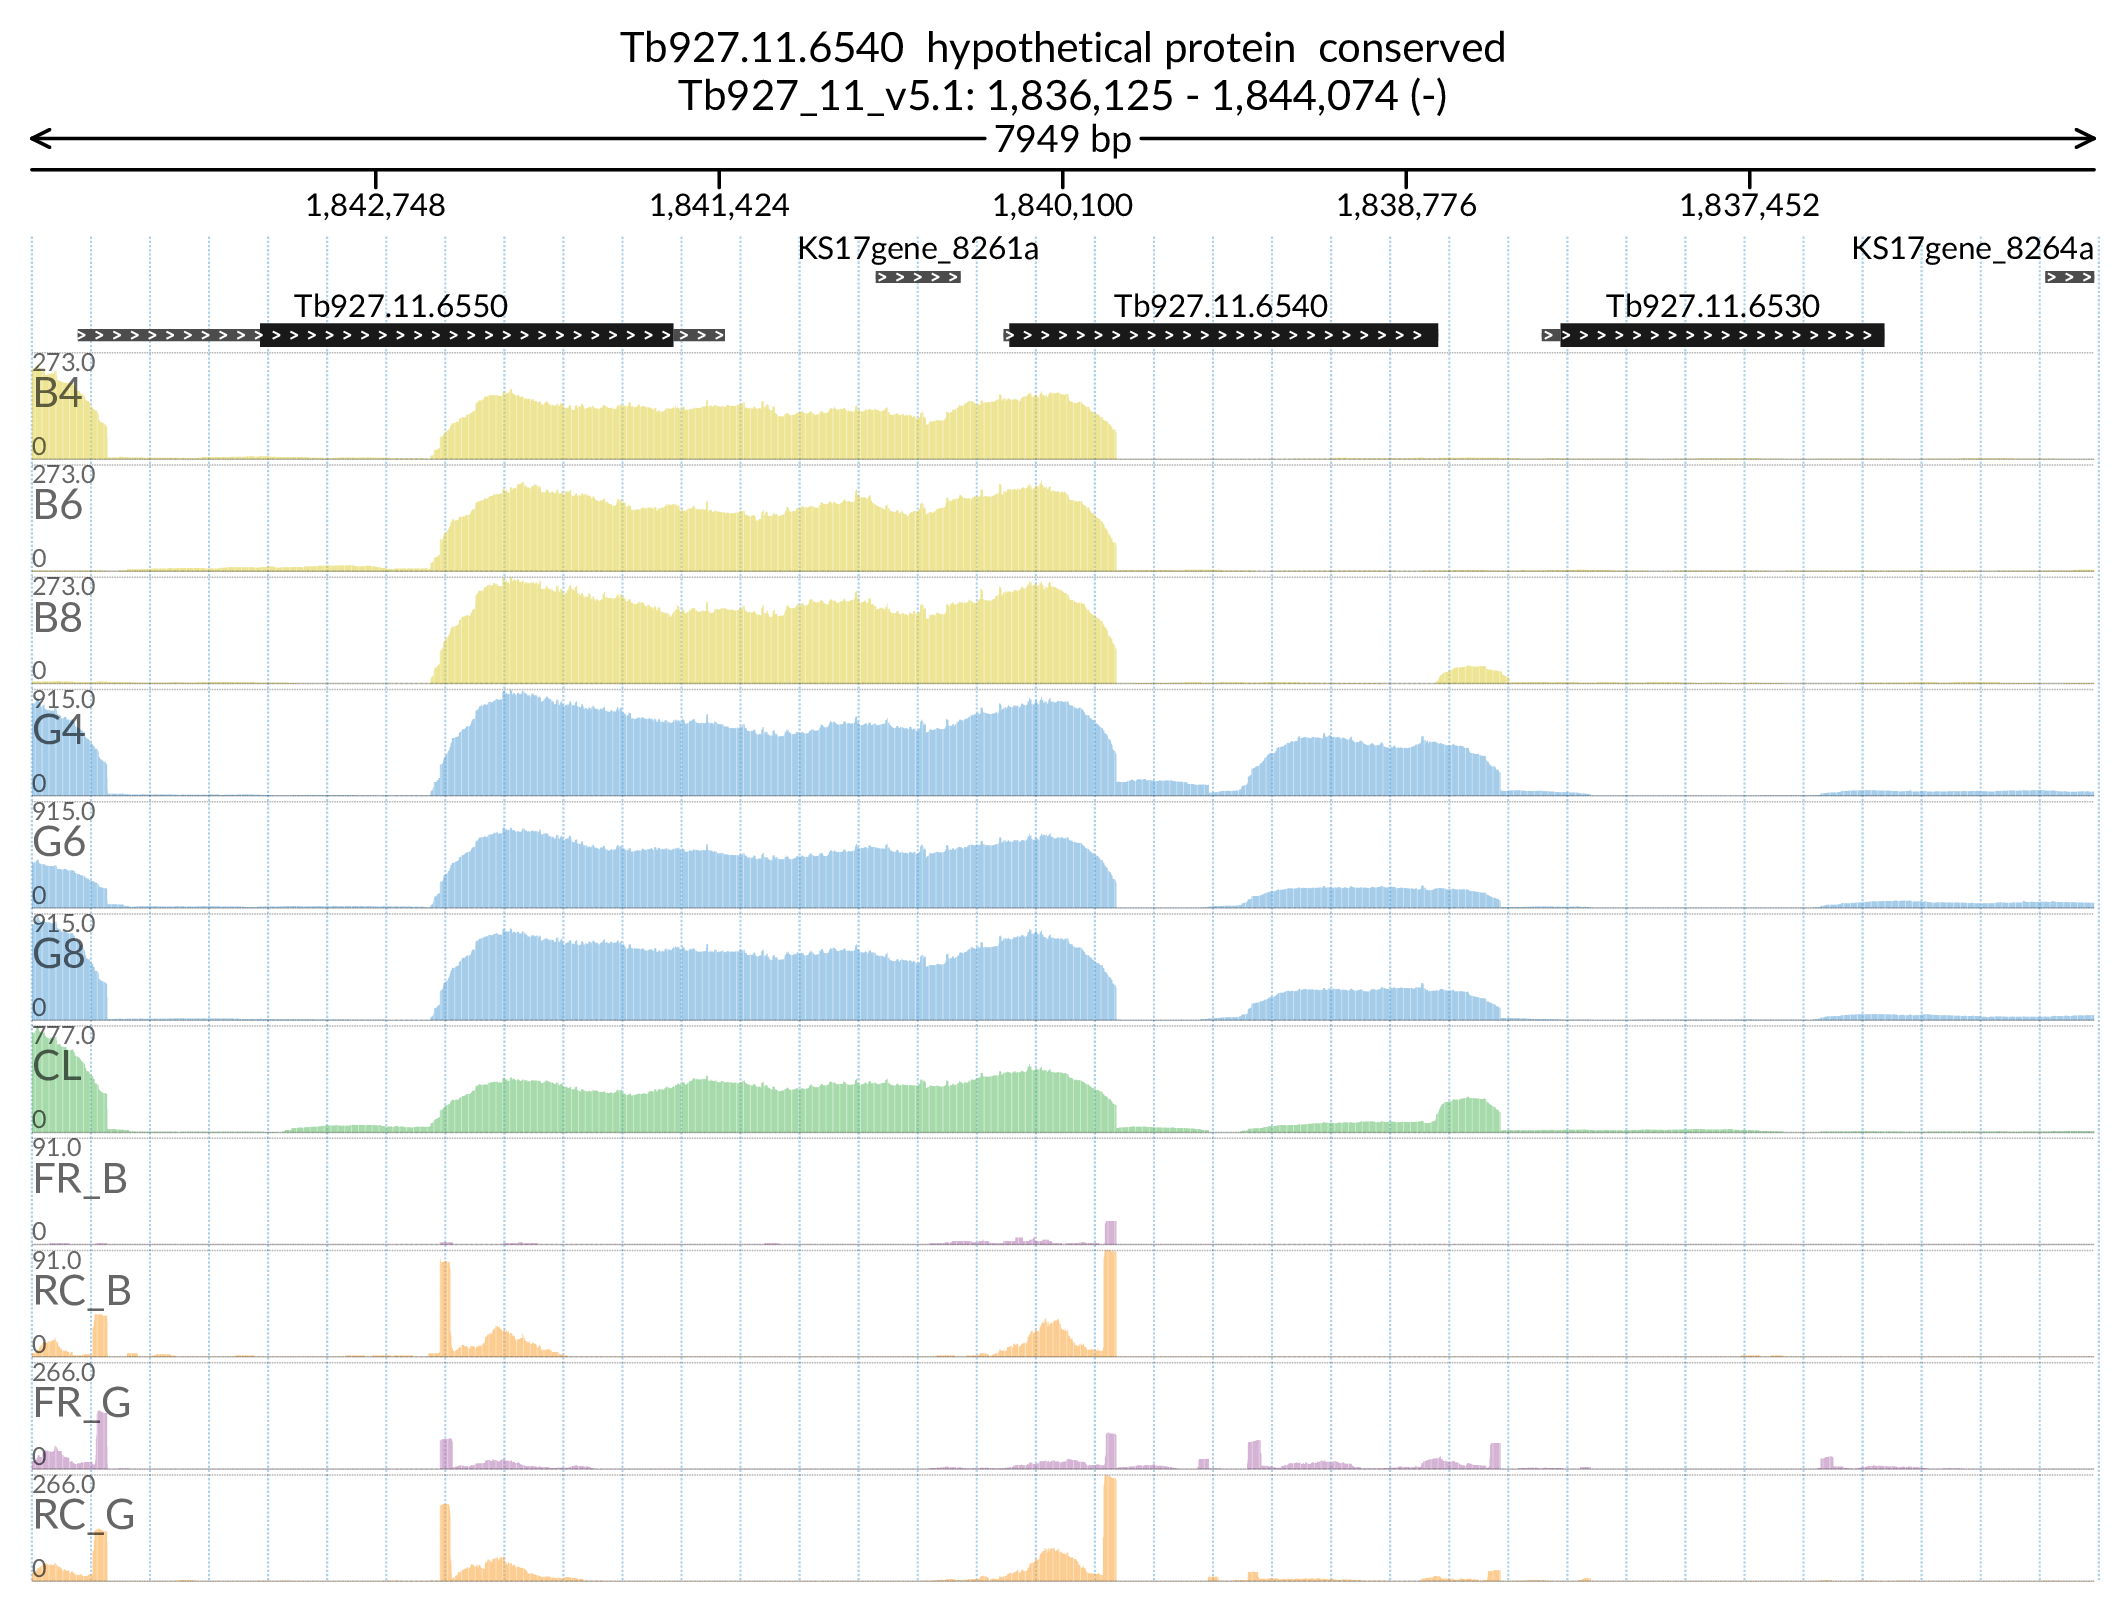 Tb927.11.6540 hypothetical protein conserved
Tb927_11_v5.1: 1,836,125 - 1,844,074 (-)
7949 bp
1,842,748 1,841,424 1,840,100 1,838,776 1,837,452
KS17gene_8261a KS17gene_8264a
Tb927.11.6550 Tb927.11.6540 Tb927.11.6530
273.0
B4
0
273.0
B6
0
273.0
B8
0
915.0
G4
0
915.0
G6
0
915.0
G8
0
777.0
CL
0
91.0
FR_B
0
91.0
RC_B
0
266.0
FR_G
0
266.0
RC_G
0